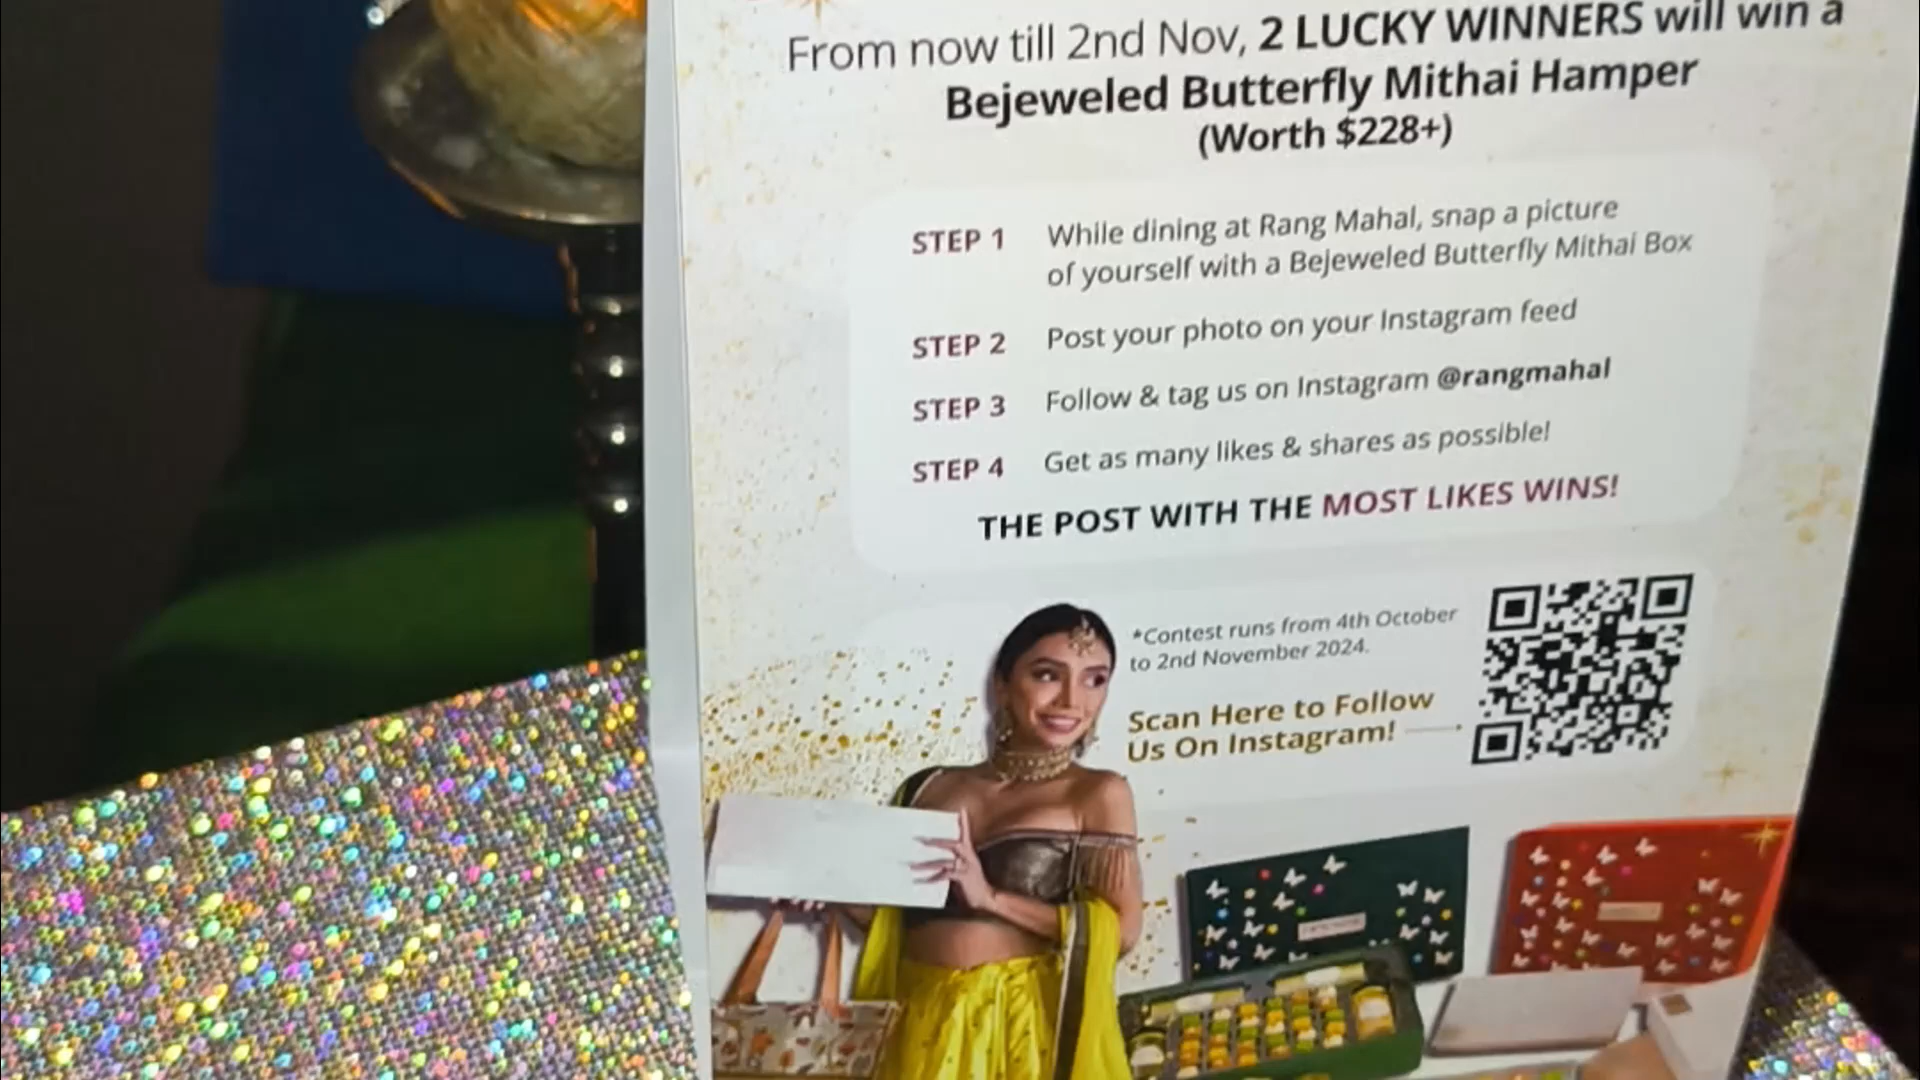 From now till 2nd Nov, 2 LUCKY WINNERS will win a
Bejeweled Butterfly Mithai Hamper
(Worth $228+)
STEP 1 While dining at Rang Mahal, snap a picture
of yourself with a Bejeweled Butterfly Mithai Box
STEP 2 Post your photo on your Instagram feed
STEP 3 Follow & tag us on Instagram @rangmahal
STEP 4 Get as many likes & shares as possible!
THE POST WITH THE MOST LIKES WINS!
*Contest runs from 4th October
to 2nd November 2024.
Scan Here to Follow
Us On Instagram!